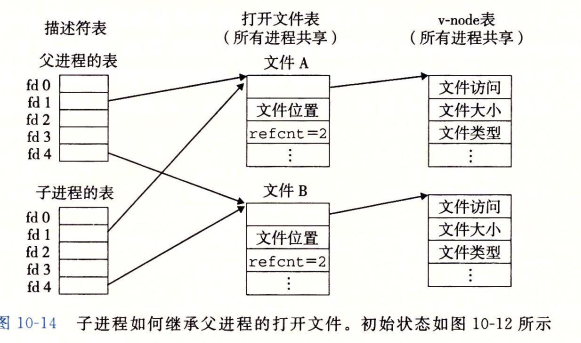 描述符表
打开文件表
(所有进程共享)
v-node表
(所有进程共享)
父进程的表
fd 0
fd 1
fd 2
fd 3
fd 4
文件 A
文件位置
refcnt=2
⋮
文件访问
文件大小
文件类型
⋮
子进程的表
fd 0
fd 1
fd 2
fd 3
fd 4
文件 B
文件位置
refcnt=2
⋮
文件访问
文件大小
文件类型
⋮
图 10-14 子进程如何继承父进程的打开文件。初始状态如图 10-12 所示